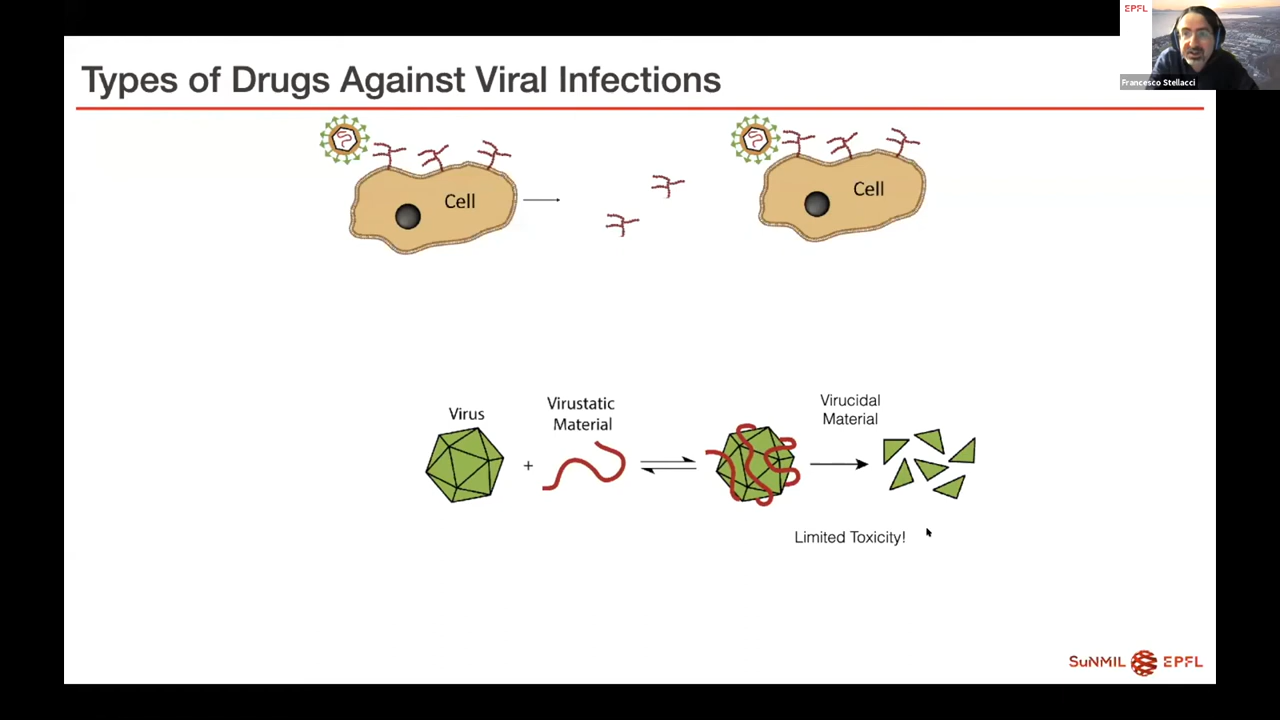 EPFL
Francesco Stellacci
Types of Drugs Against Viral Infections
Cell
Cell
Virus
Virustatic
Material
+
Virucidal
Material
Limited Toxicity!
SuNMIL EPFL